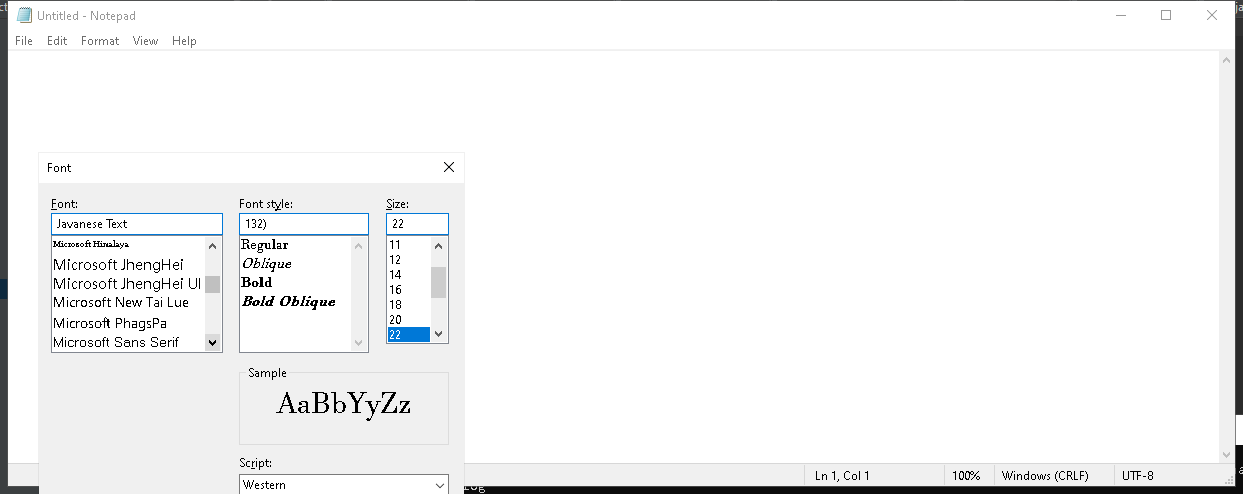 Untitled - Notepad
File Edit Format View Help
Font
Font: Font style: Size:
Javanese Text 132) 22
Microsoft Himalaya
Microsoft JhengHei
Microsoft JhengHei UI
Microsoft New Tai Lue
Microsoft PhagsPa
Microsoft Sans Serif
Regular
Oblique
Bold
Bold Oblique
11
12
14
16
18
20
22
Sample
AaBbYyZz
Script:
Western
Ln 1, Col 1 100% Windows (CRLF) UTF-8